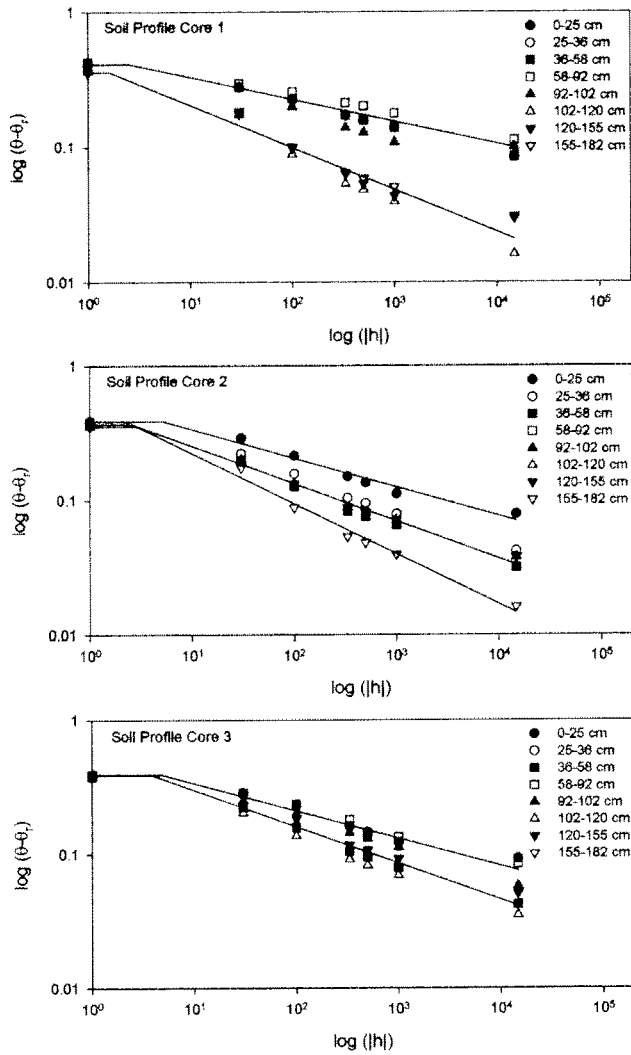 Soil Profile Core 1
0-25 cm
25-36 cm
36-58 cm
58-92 cm
92-102 cm
102-120 cm
120-155 cm
155-182 cm
1
0.1
0.01
log (θ-θr)
10⁰ 10¹ 10² 10³ 10⁴ 10⁵
log (|h|)
Soil Profile Core 2
0-25 cm
25-36 cm
36-58 cm
58-92 cm
92-102 cm
102-120 cm
120-155 cm
155-182 cm
1
0.1
0.01
log (θ-θr)
10⁰ 10¹ 10² 10³ 10⁴ 10⁵
log (|h|)
Soil Profile Core 3
0-25 cm
25-36 cm
36-58 cm
58-92 cm
92-102 cm
102-120 cm
120-155 cm
155-182 cm
1
0.1
0.01
log (θ-θr)
10⁰ 10¹ 10² 10³ 10⁴ 10⁵
log (|h|)